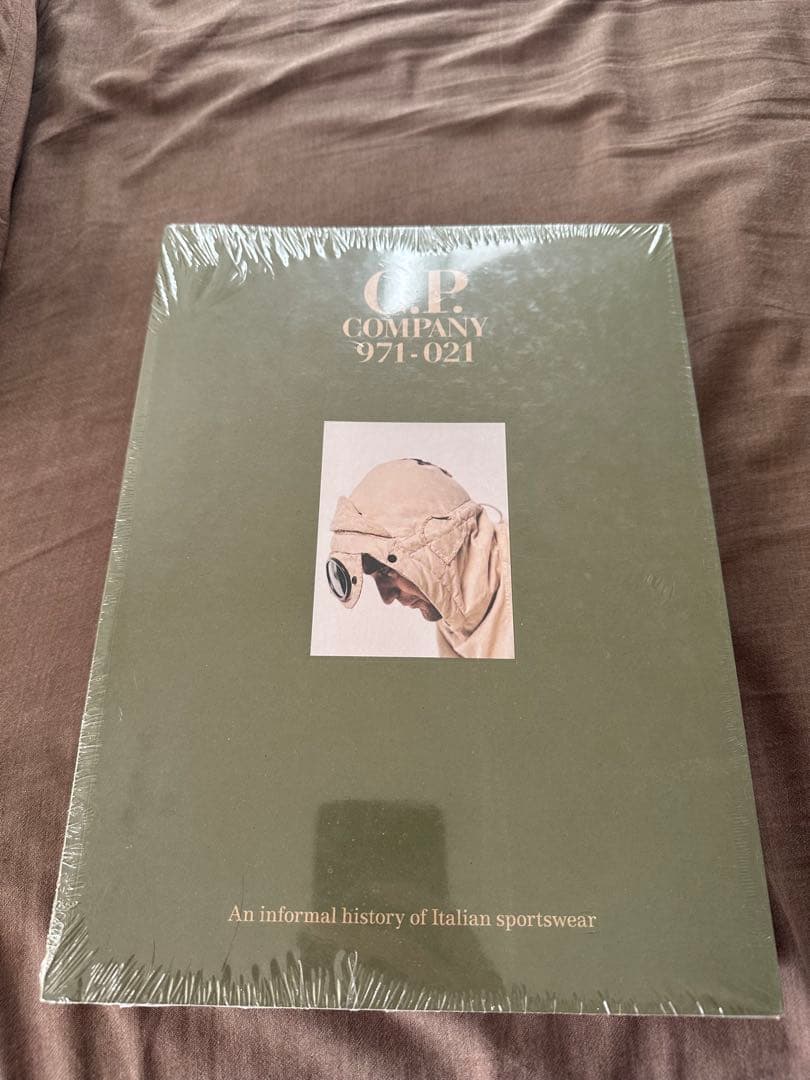 C.P.
COMPANY
971-021
An informal history of Italian sportswear